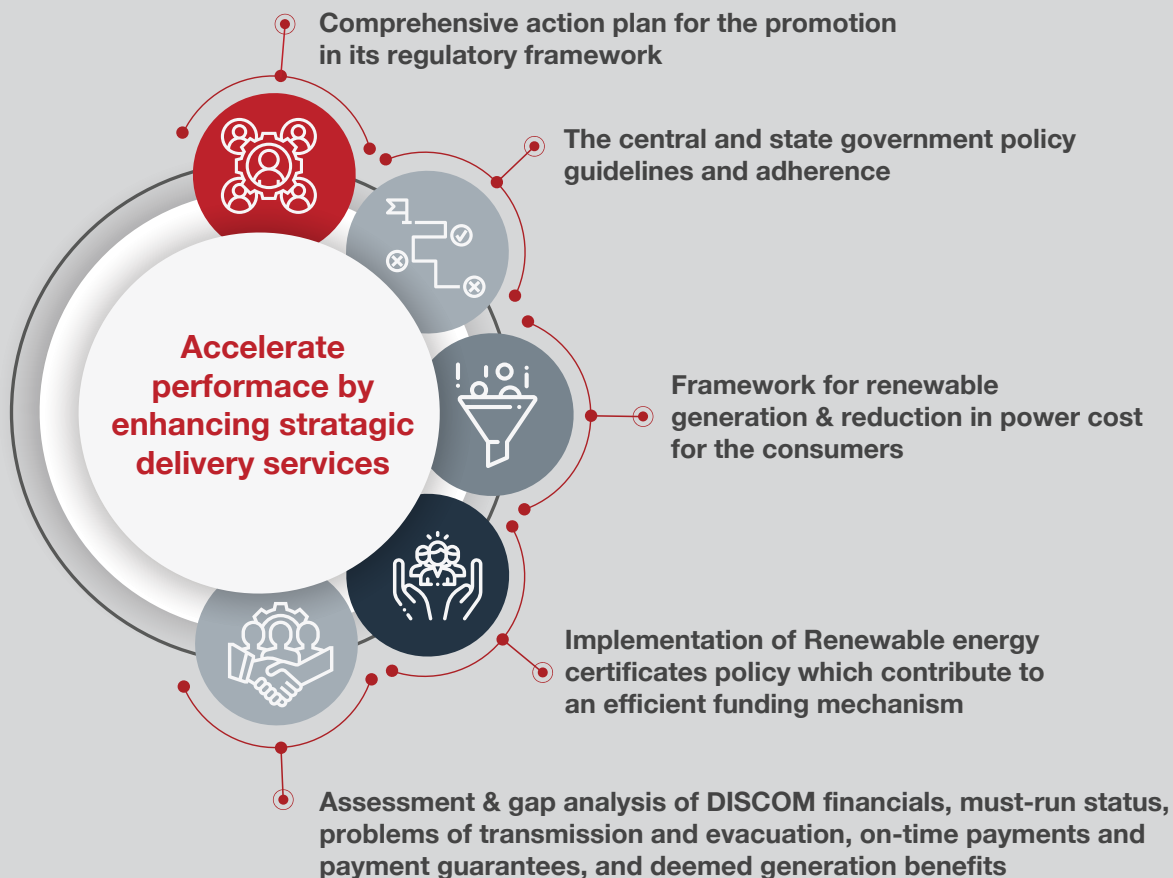 Comprehensive action plan for the promotion
in its regulatory framework
The central and state government policy
guidelines and adherence
Accelerate
performace by
enhancing stratagic
delivery services
Framework for renewable
generation & reduction in power cost
for the consumers
Implementation of Renewable energy
certificates policy which contribute to
an efficient funding mechanism
Assessment & gap analysis of DISCOM financials, must-run status,
problems of transmission and evacuation, on-time payments and
payment guarantees, and deemed generation benefits